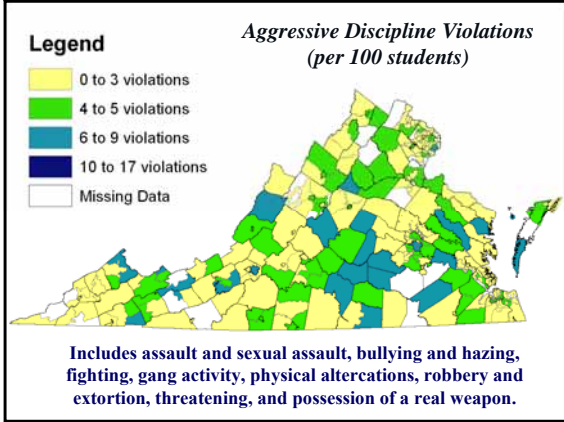 Aggressive Discipline Violations
(per 100 students)
Legend
0 to 3 violations
4 to 5 violations
6 to 9 violations
10 to 17 violations
Missing Data
Includes assault and sexual assault, bullying and hazing,
fighting, gang activity, physical altercations, robbery and
extortion, threatening, and possession of a real weapon.